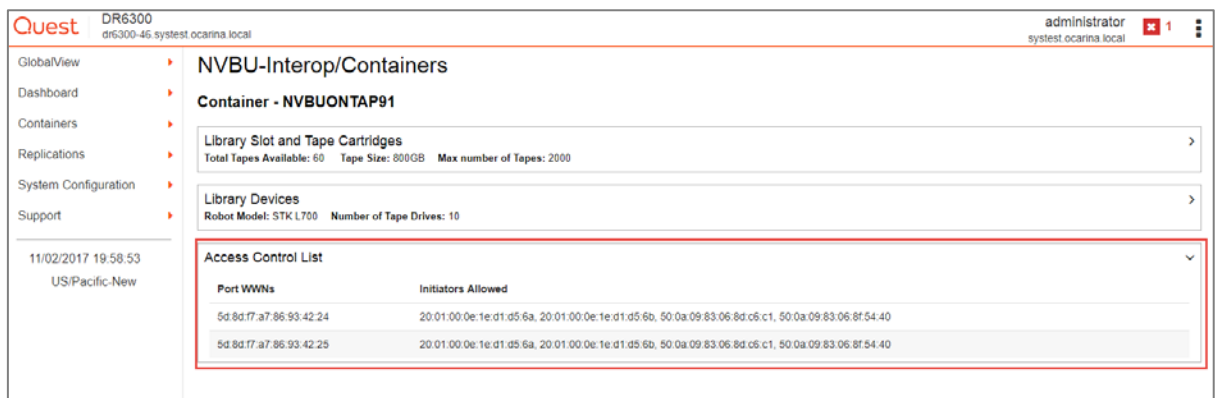 Quest
DR6300
dr6300-46.systest.ocarina.local
administrator
systest.ocarina.local
1
GlobalView
Dashboard
Containers
Replications
System Configuration
Support
11/02/2017 19:58:53
US/Pacific-New
NVBU-Interop/Containers
Container - NVBUONTAP91
Library Slot and Tape Cartridges
Total Tapes Available: 60 Tape Size: 800GB Max number of Tapes: 2000
Library Devices
Robot Model: STK L700 Number of Tape Drives: 10
Access Control List
Port WWNs Initiators Allowed
5d:8d:f7:a7:86:93:42:24 20:01:00:0e:1e:d1:d5:6a, 20:01:00:0e:1e:d1:d5:6b, 50:0a:09:83:06:8d:c6:c1, 50:0a:09:83:06:8f:54:40
5d:8d:f7:a7:86:93:42:25 20:01:00:0e:1e:d1:d5:6a, 20:01:00:0e:1e:d1:d5:6b, 50:0a:09:83:06:8d:c6:c1, 50:0a:09:83:06:8f:54:40